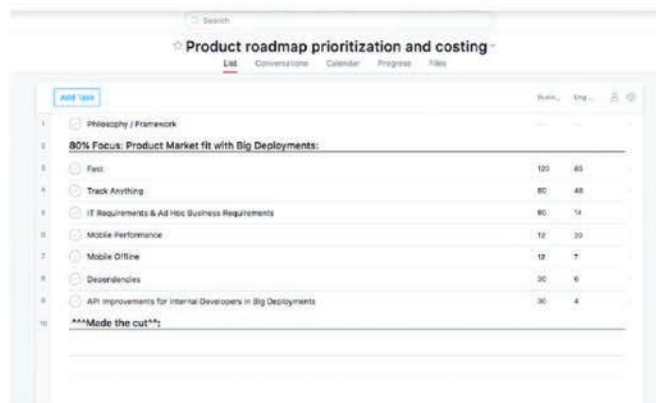 Search
Product roadmap prioritization and costing
List Conversations Calendar Progress Files
Add Task Eng ...
1 Philosophy / Framework
2 80% Focus: Product Market fit with Big Deployments:
3 Fast 120
4 Track Anything 80 48
5 IT Requirements & Ad Hoc Business Requirements 80 14
6 Mobile Performance 12 20
7 Mobile Offline 12 7
8 Dependencies 30 6
9 API Improvements for Internal Developers in Big Deployments 30 4
10 ^^^Made the cut^^: